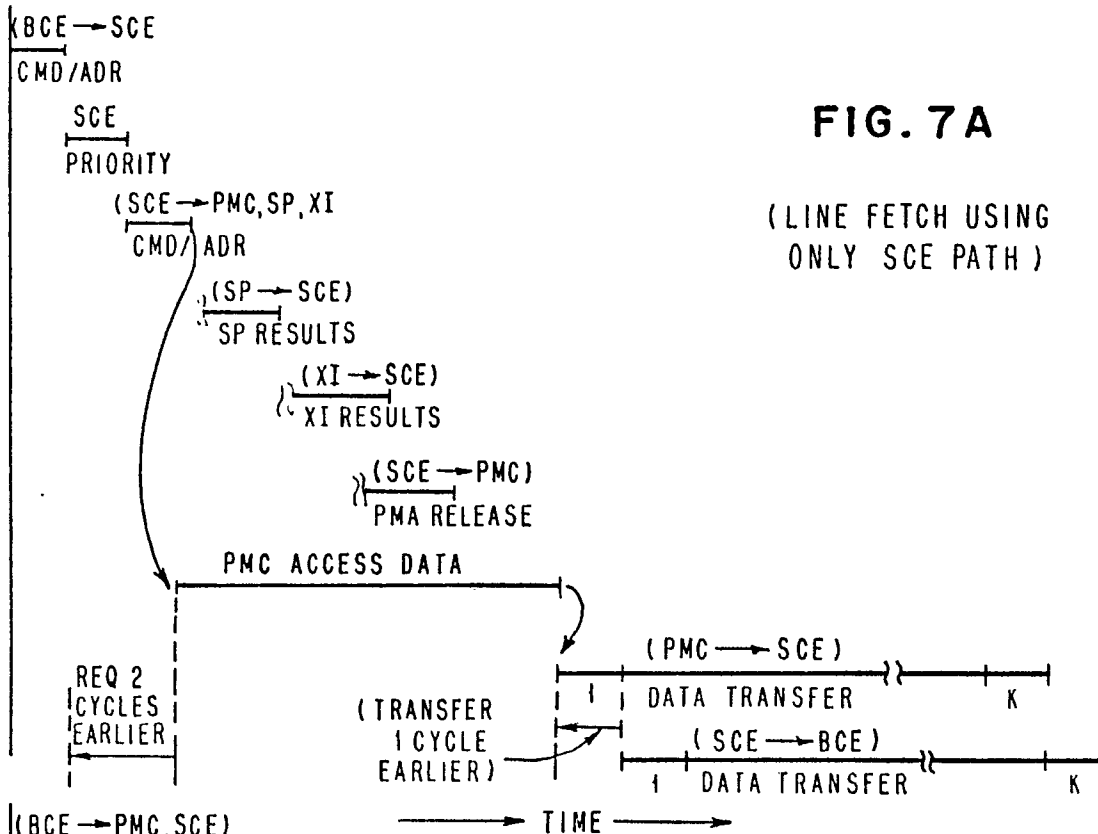 (BCE → SCE
CMD/ADR
SCE
PRIORITY
FIG. 7A
(LINE FETCH USING
ONLY SCE PATH)
(SCE → PMC, SP, XI
CMD/ADR
(SP → SCE)
SP RESULTS
(XI → SCE)
XI RESULTS
(SCE → PMC)
PMA RELEASE
PMC ACCESS DATA
(PMC → SCE)
1 DATA TRANSFER K
REQ 2
CYCLES
EARLIER
(TRANSFER
1 CYCLE
EARLIER)
(SCE → BCE)
1 DATA TRANSFER K
(BCE → PMC, SCE)
TIME